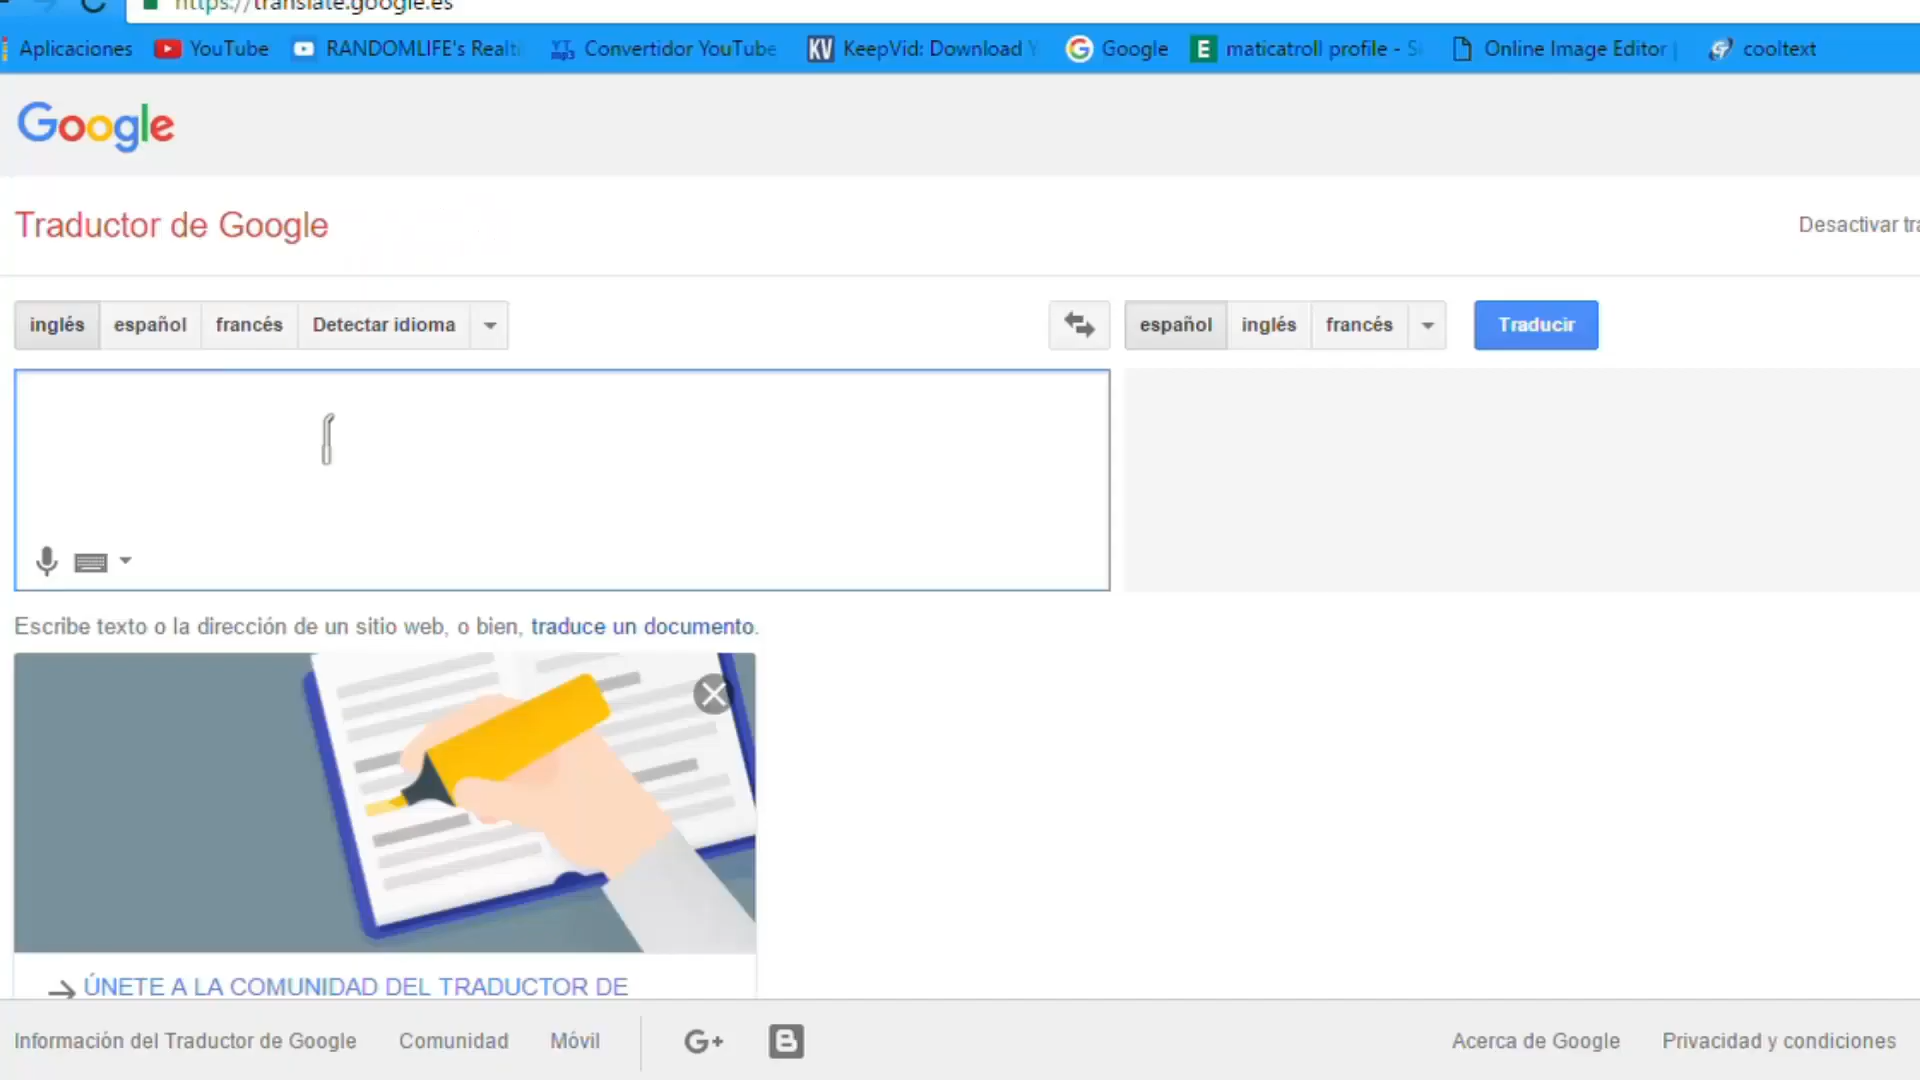 https://translate.google.es
Aplicaciones YouTube RANDOMLIFE's Realt Convertidor YouTube KV KeepVid: Download Google E maticatroll profile - Online Image Editor cooltext
Google
Traductor de Google
Desactivar tra
inglés español francés Detectar idioma español inglés francés Traducir
Escribe texto o la dirección de un sitio web, o bien, traduce un documento.
ÚNETE A LA COMUNIDAD DEL TRADUCTOR DE
Información del Traductor de Google Comunidad Móvil G+ Acerca de Google Privacidad y condiciones